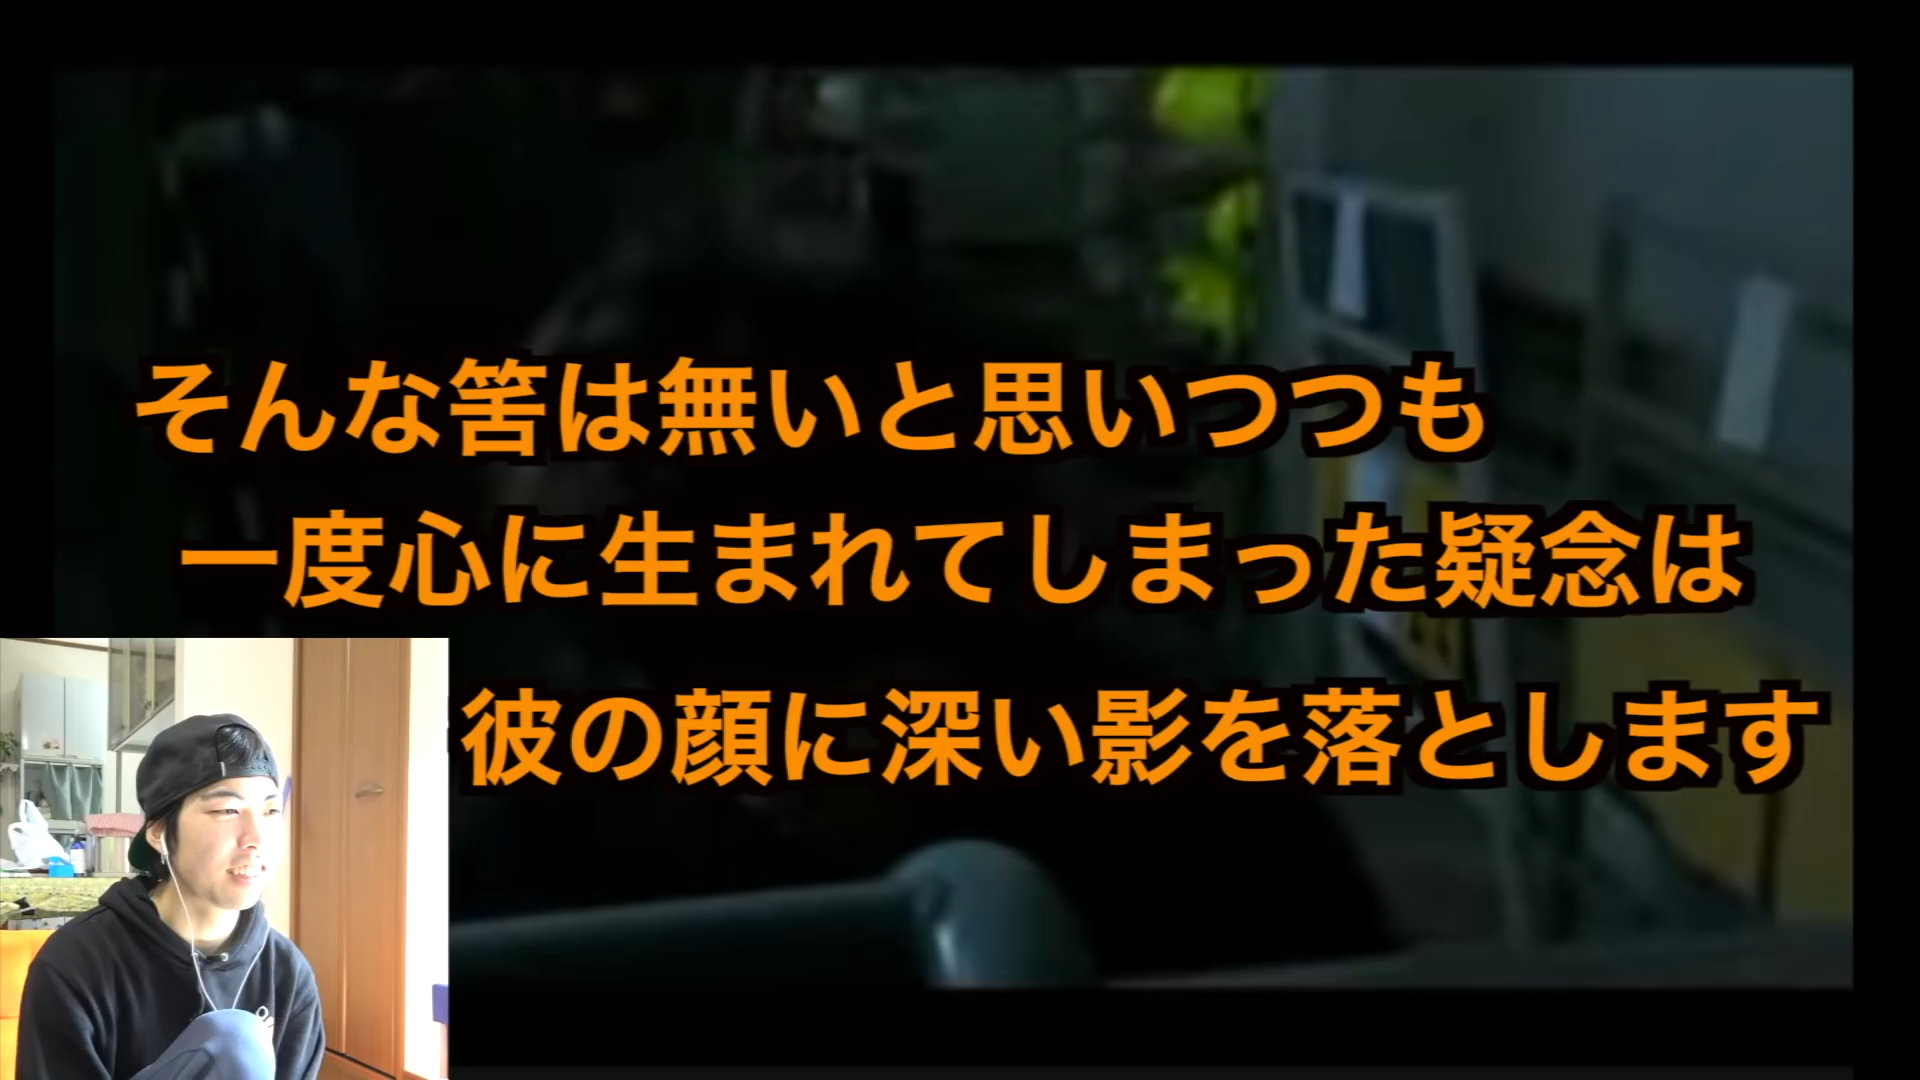 そんな筈は無いと思いつつも
一度心に生まれてしまった疑念は
彼の顔に深い影を落とします